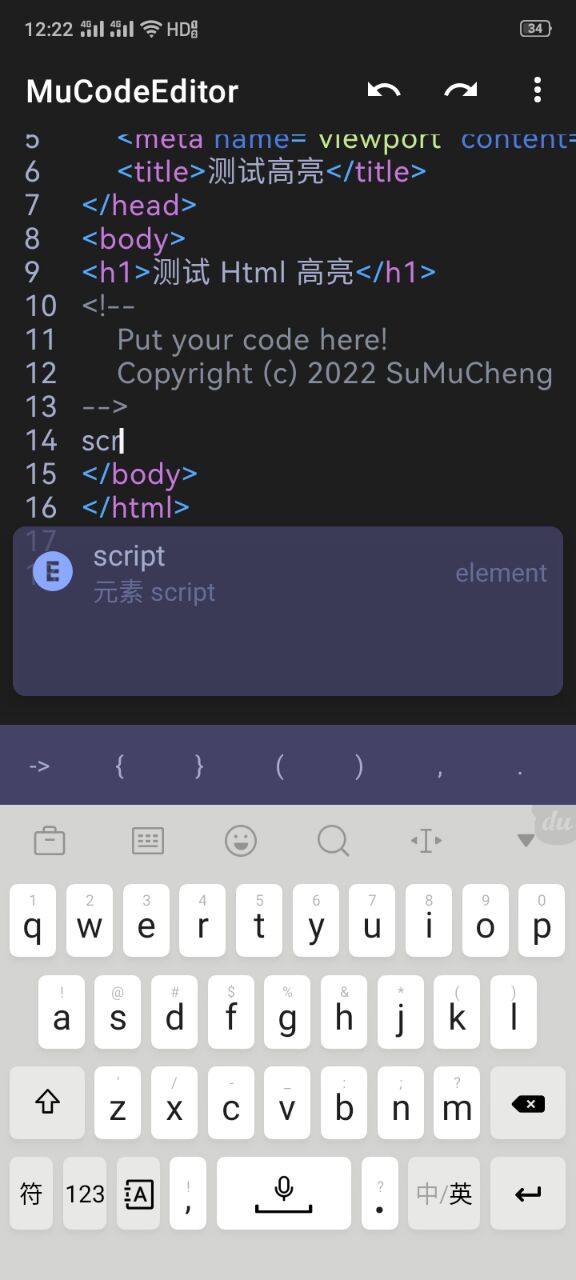 12:22 4G 4G HD 34
MuCodeEditor
5 <meta name="viewport" content=
6 <title>测试高亮</title>
7 </head>
8 <body>
9 <h1>测试 Html 高亮</h1>
10 <!--
11 Put your code here!
12 Copyright (c) 2022 SuMuCheng
13 -->
14 scr
15 </body>
16 </html>
17
E script
元素 script
element
-> { } ( ) , .
du
1 2 3 4 5 6 7 8 9 0
q w e r t y u i o p
! @ # $ % & * ( )
a s d f g h j k l
' / - _ : ; ?
z x c v b n m
! ?
符 123 A , . 中/英